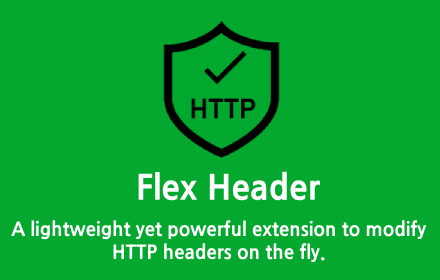 HTTP
Flex Header
A lightweight yet powerful extension to modify
HTTP headers on the fly.